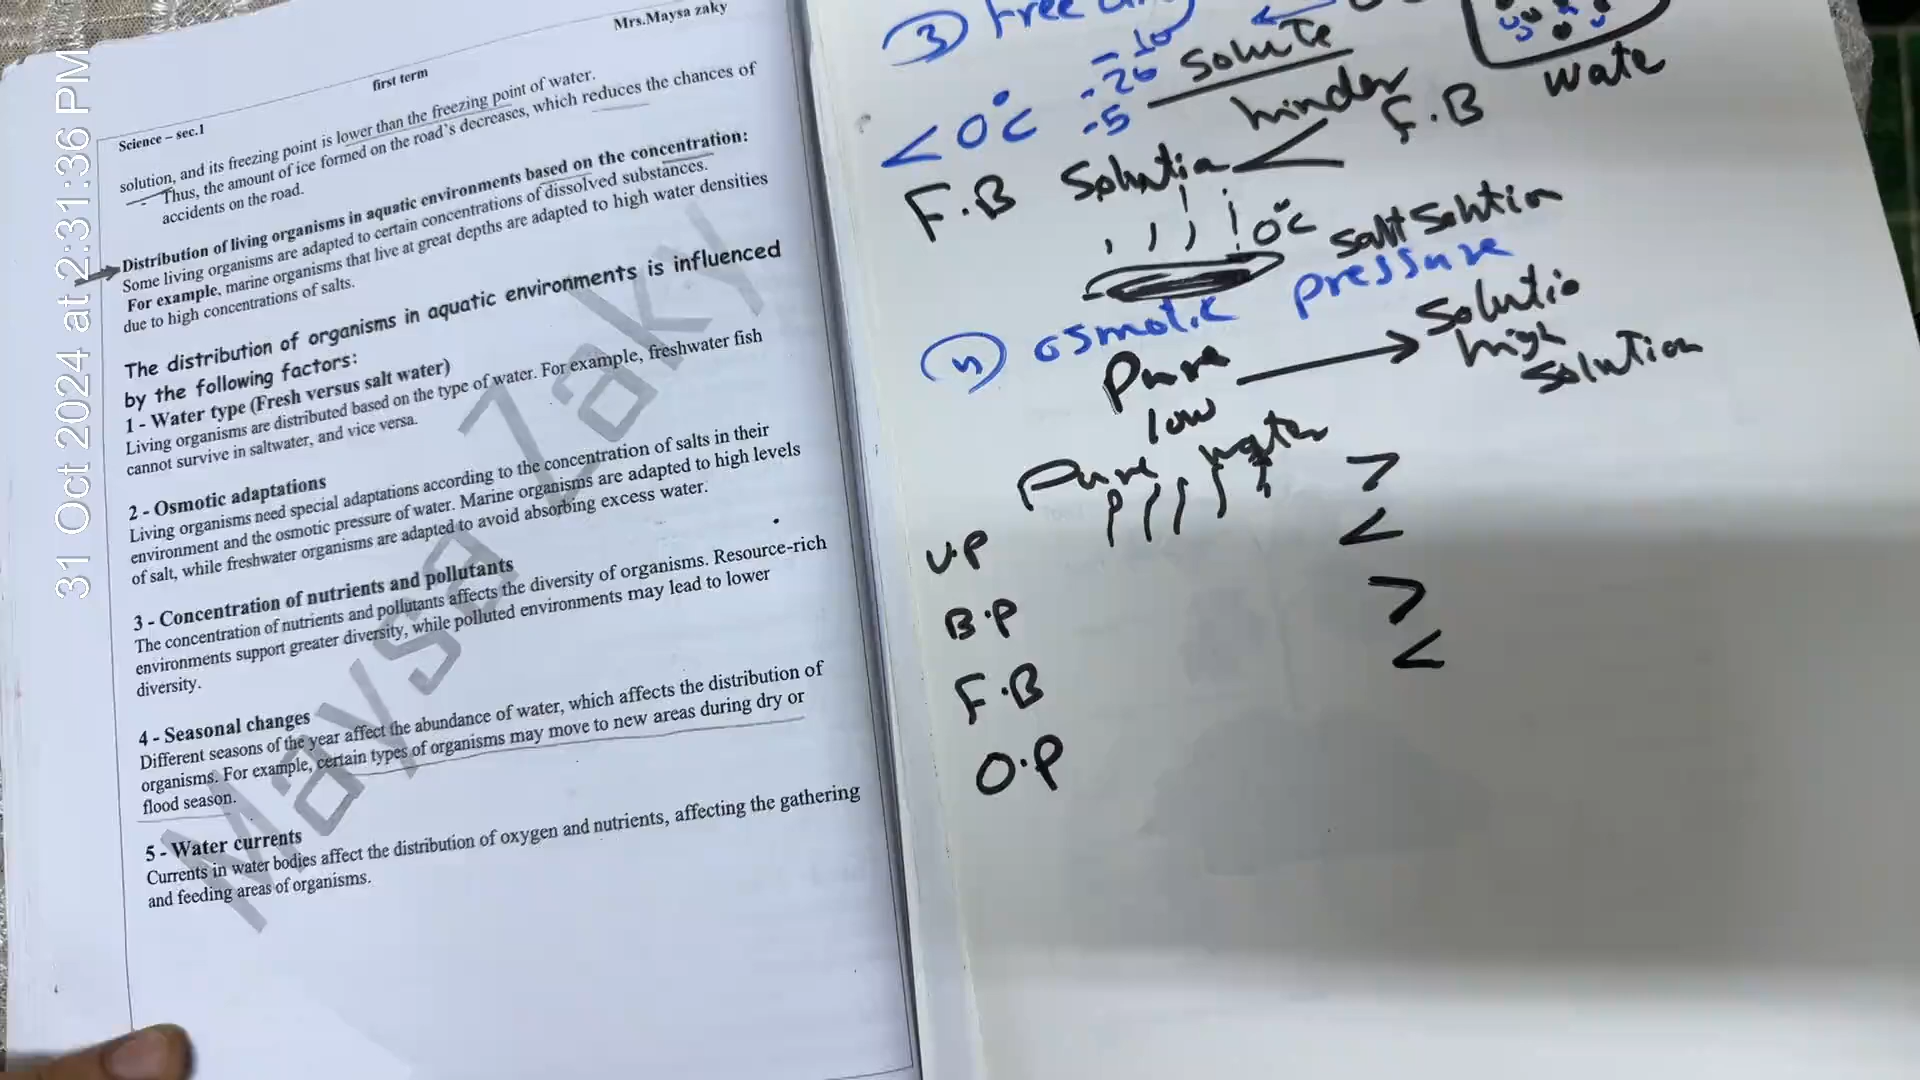 31 Oct 2024 at 2:31:36 PM
Mrs.Maysa zaky
first term
Science – sec.1
solution, and its freezing point is lower than the freezing point of water.
- Thus, the amount of ice formed on the road's decreases, which reduces the chances of
accidents on the road.
Distribution of living organisms in aquatic environments based on the concentration:
Some living organisms are adapted to certain concentrations of dissolved substances.
For example, marine organisms that live at great depths are adapted to high water densities
due to high concentrations of salts.
The distribution of organisms in aquatic environments is influenced
by the following factors:
1 - Water type (Fresh versus salt water)
Living organisms are distributed based on the type of water. For example, freshwater fish
cannot survive in saltwater, and vice versa.
2 - Osmotic adaptations
Living organisms need special adaptations according to the concentration of salts in their
environment and the osmotic pressure of water. Marine organisms are adapted to high levels
of salt, while freshwater organisms are adapted to avoid absorbing excess water.
3 - Concentration of nutrients and pollutants
The concentration of nutrients and pollutants affects the diversity of organisms. Resource-rich
environments support greater diversity, while polluted environments may lead to lower
diversity.
4 - Seasonal changes
Different seasons of the year affect the abundance of water, which affects the distribution of
organisms. For example, certain types of organisms may move to new areas during dry or
flood season.
5 - Water currents
Currents in water bodies affect the distribution of oxygen and nutrients, affecting the gathering
and feeding areas of organisms.
Maysa Zaky
3
-10
<0°C -20 solute
-5 hinder F.B
F.B Solution <
0°C salt solution
osmotic pressure
Pure → Solutio
low high
solution
Pure water >
V.P <
B.P >
F.B <
O.P